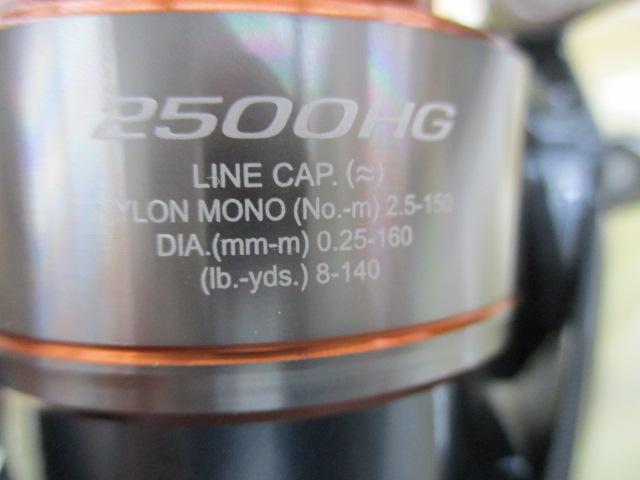 2500HG
LINE CAP. (≈)
NYLON MONO (No.-m) 2.5-150
DIA.(mm-m) 0.25-160
(lb.-yds.) 8-140